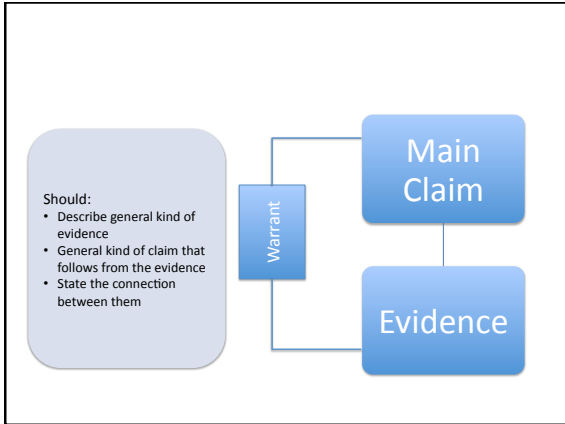 Should:
• Describe general kind of
evidence
• General kind of claim that
follows from the evidence
• State the connection
between them
Warrant
Main
Claim
Evidence